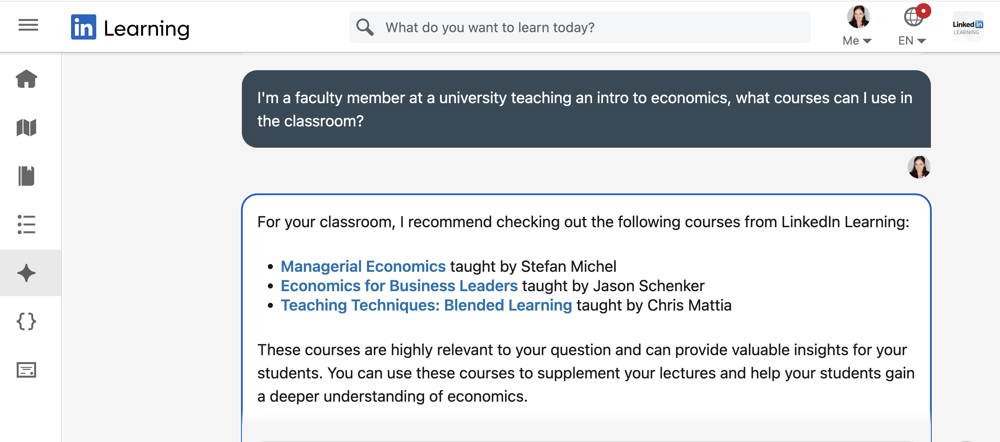 in Learning
What do you want to learn today?
Me
EN
Linked in
LEARNING
I'm a faculty member at a university teaching an intro to economics, what courses can I use in
the classroom?
For your classroom, I recommend checking out the following courses from LinkedIn Learning:
• Managerial Economics taught by Stefan Michel
• Economics for Business Leaders taught by Jason Schenker
• Teaching Techniques: Blended Learning taught by Chris Mattia
These courses are highly relevant to your question and can provide valuable insights for your
students. You can use these courses to supplement your lectures and help your students gain
a deeper understanding of economics.